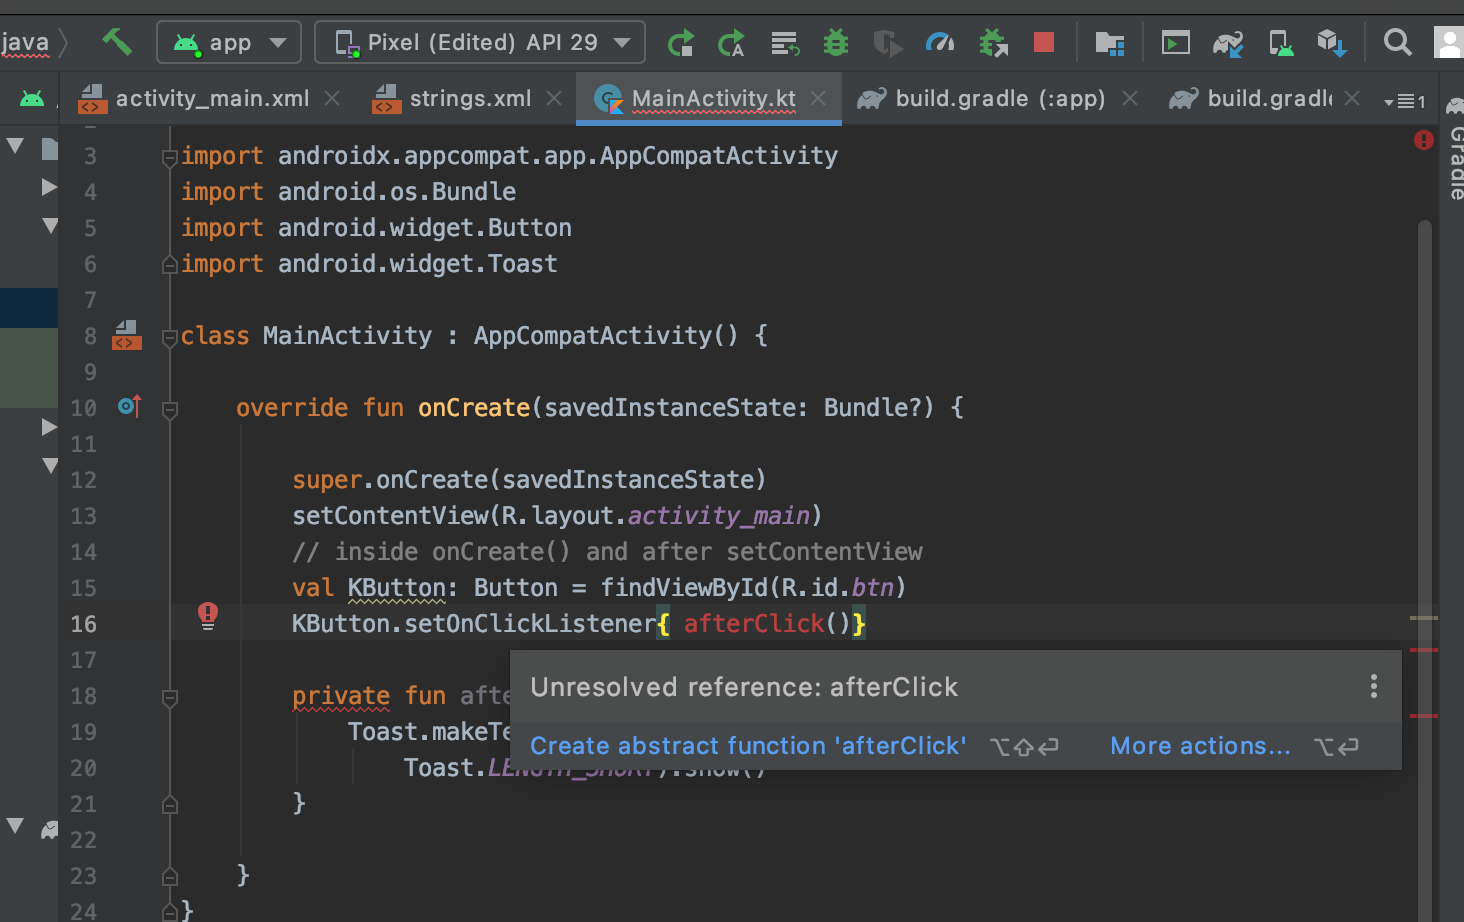 java
app
Pixel (Edited) API 29
activity_main.xml
strings.xml
MainActivity.kt
build.gradle (:app)
build.gradl
1
Gradle
3 import androidx.appcompat.app.AppCompatActivity
4 import android.os.Bundle
5 import android.widget.Button
6 import android.widget.Toast
7
8 class MainActivity : AppCompatActivity() {
9
10 override fun onCreate(savedInstanceState: Bundle?) {
11
12 super.onCreate(savedInstanceState)
13 setContentView(R.layout.activity_main)
14 // inside onCreate() and after setContentView
15 val KButton: Button = findViewById(R.id.btn)
16 KButton.setOnClickListener{ afterClick()}
17
Unresolved reference: afterClick
18 private fun afte
19 Toast.makeTe
Create abstract function 'afterClick' ⌥⇧↩ More actions... ⌥↩
20 Toast.LENGTH_SHORT).show()
21 }
22
23 }
24 }